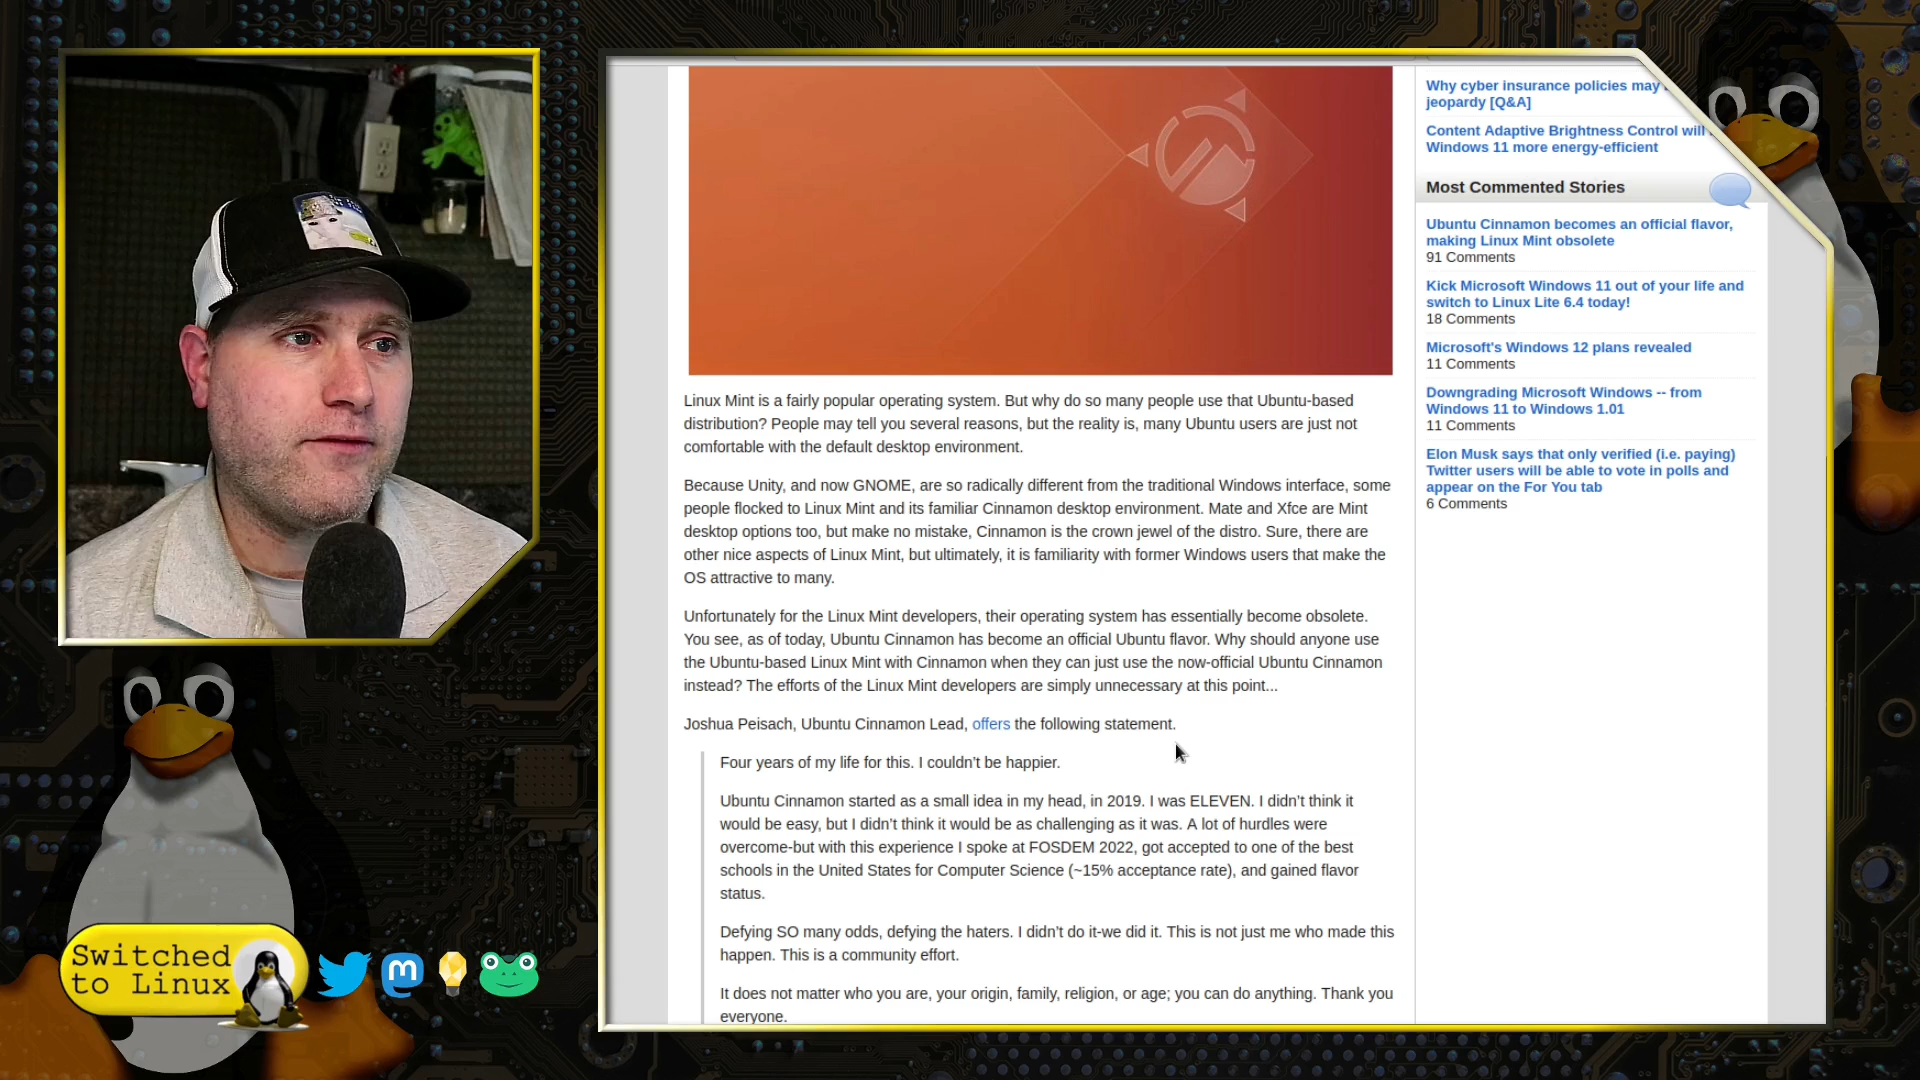 Why cyber insurance policies may
jeopardy [Q&A]
Content Adaptive Brightness Control will
Windows 11 more energy-efficient
Most Commented Stories
Ubuntu Cinnamon becomes an official flavor,
making Linux Mint obsolete
91 Comments
Kick Microsoft Windows 11 out of your life and
switch to Linux Lite 6.4 today!
18 Comments
Microsoft's Windows 12 plans revealed
11 Comments
Downgrading Microsoft Windows -- from
Windows 11 to Windows 1.01
11 Comments
Elon Musk says that only verified (i.e. paying)
Twitter users will be able to vote in polls and
appear on the For You tab
6 Comments
Linux Mint is a fairly popular operating system. But why do so many people use that Ubuntu-based
distribution? People may tell you several reasons, but the reality is, many Ubuntu users are just not
comfortable with the default desktop environment.
Because Unity, and now GNOME, are so radically different from the traditional Windows interface, some
people flocked to Linux Mint and its familiar Cinnamon desktop environment. Mate and Xfce are Mint
desktop options too, but make no mistake, Cinnamon is the crown jewel of the distro. Sure, there are
other nice aspects of Linux Mint, but ultimately, it is familiarity with former Windows users that make the
OS attractive to many.
Unfortunately for the Linux Mint developers, their operating system has essentially become obsolete.
You see, as of today, Ubuntu Cinnamon has become an official Ubuntu flavor. Why should anyone use
the Ubuntu-based Linux Mint with Cinnamon when they can just use the now-official Ubuntu Cinnamon
instead? The efforts of the Linux Mint developers are simply unnecessary at this point...
Joshua Peisach, Ubuntu Cinnamon Lead, offers the following statement.
Four years of my life for this. I couldn't be happier.
Ubuntu Cinnamon started as a small idea in my head, in 2019. I was ELEVEN. I didn't think it
would be easy, but I didn't think it would be as challenging as it was. A lot of hurdles were
overcome-but with this experience I spoke at FOSDEM 2022, got accepted to one of the best
schools in the United States for Computer Science (~15% acceptance rate), and gained flavor
status.
Defying SO many odds, defying the haters. I didn't do it-we did it. This is not just me who made this
happen. This is a community effort.
It does not matter who you are, your origin, family, religion, or age; you can do anything. Thank you
everyone.
Switched
to Linux